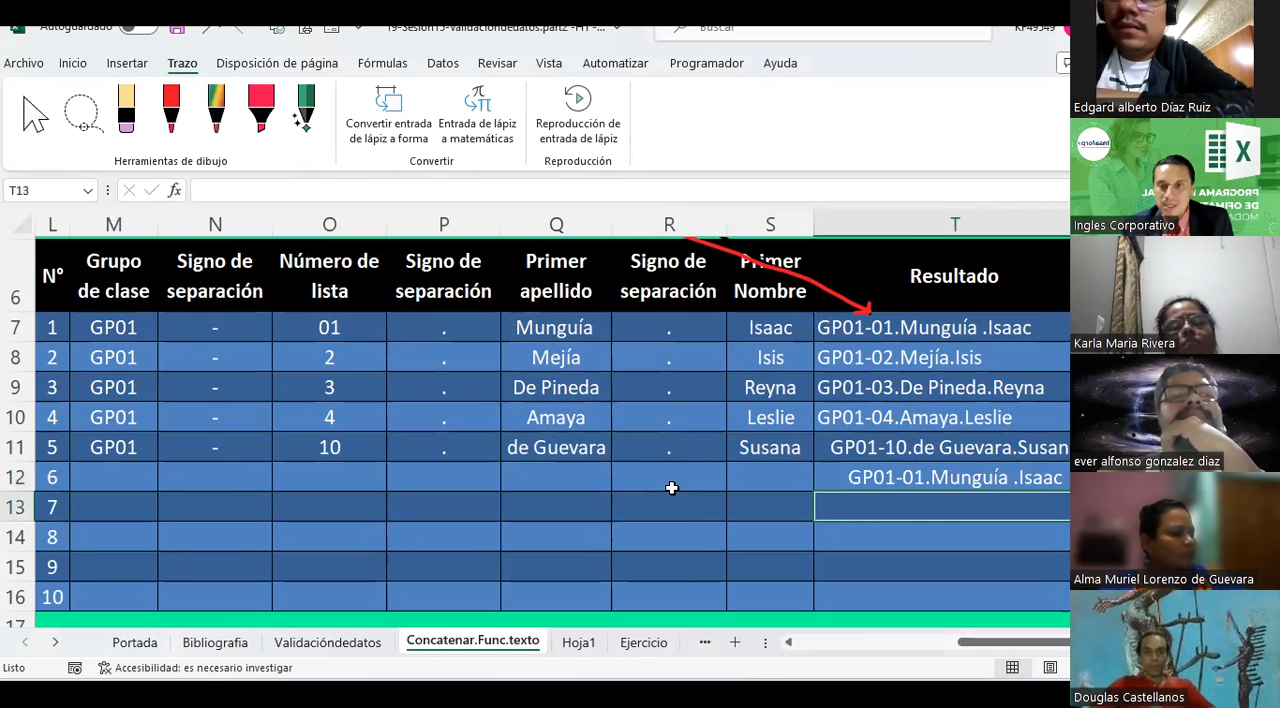 Autoguardado
19-Sesión15-validacióndedatos.part2 -H1 -...
Buscar
KF49549
Archivo Inicio Insertar Trazo Disposición de página Fórmulas Datos Revisar Vista Automatizar Programador Ayuda
Convertir entrada de lápiz a forma
Entrada de lápiz a matemáticas
Reproducción de entrada de lápiz
Herramientas de dibujo
Convertir
Reproducción
T13
fx
L M N O P Q R S T
6 Nº Grupo de clase Signo de separación Número de lista Signo de separación Primer apellido Signo de separación Primer Nombre Resultado
7 1 GP01 - 01 . Munguía . Isaac GP01-01.Munguía .Isaac
8 2 GP01 - 2 . Mejía . Isis GP01-02.Mejía.Isis
9 3 GP01 - 3 . De Pineda . Reyna GP01-03.De Pineda.Reyna
10 4 GP01 - 4 . Amaya . Leslie GP01-04.Amaya.Leslie
11 5 GP01 - 10 . de Guevara . Susana GP01-10.de Guevara.Susan
12 6 GP01-01.Munguía .Isaac
13 7
14 8
15 9
16 10
17
Portada Bibliografia Validacióndedatos Concatenar.Func.texto Hoja1 Ejercicio
Listo
Accesibilidad: es necesario investigar
Edgard alberto Díaz Ruiz
Ingles Corporativo
Karla Maria Rivera
ever alfonso gonzalez diaz
Alma Muriel Lorenzo de Guevara
Douglas Castellanos